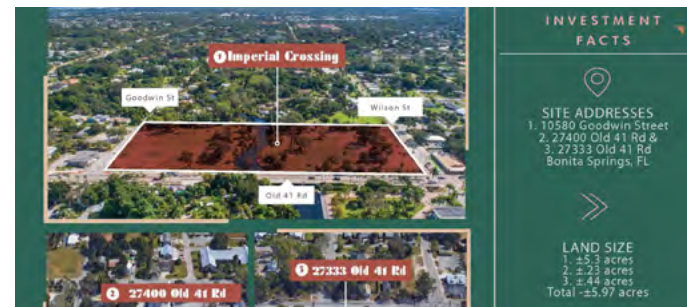 INVESTMENT
FACTS
1 Imperial Crossing
Goodwin St
Wilson St
Old 41 Rd
2 27400 Old 41 Rd
3 27333 Old 41 Rd
SITE ADDRESSES
1. 10580 Goodwin Street
2. 27400 Old 41 Rd &
3. 27333 Old 41 Rd
Bonita Springs, FL
LAND SIZE
1. ±5.3 acres
2. ±.23 acres
3. ±.44 acres
Total -±5.97 acres